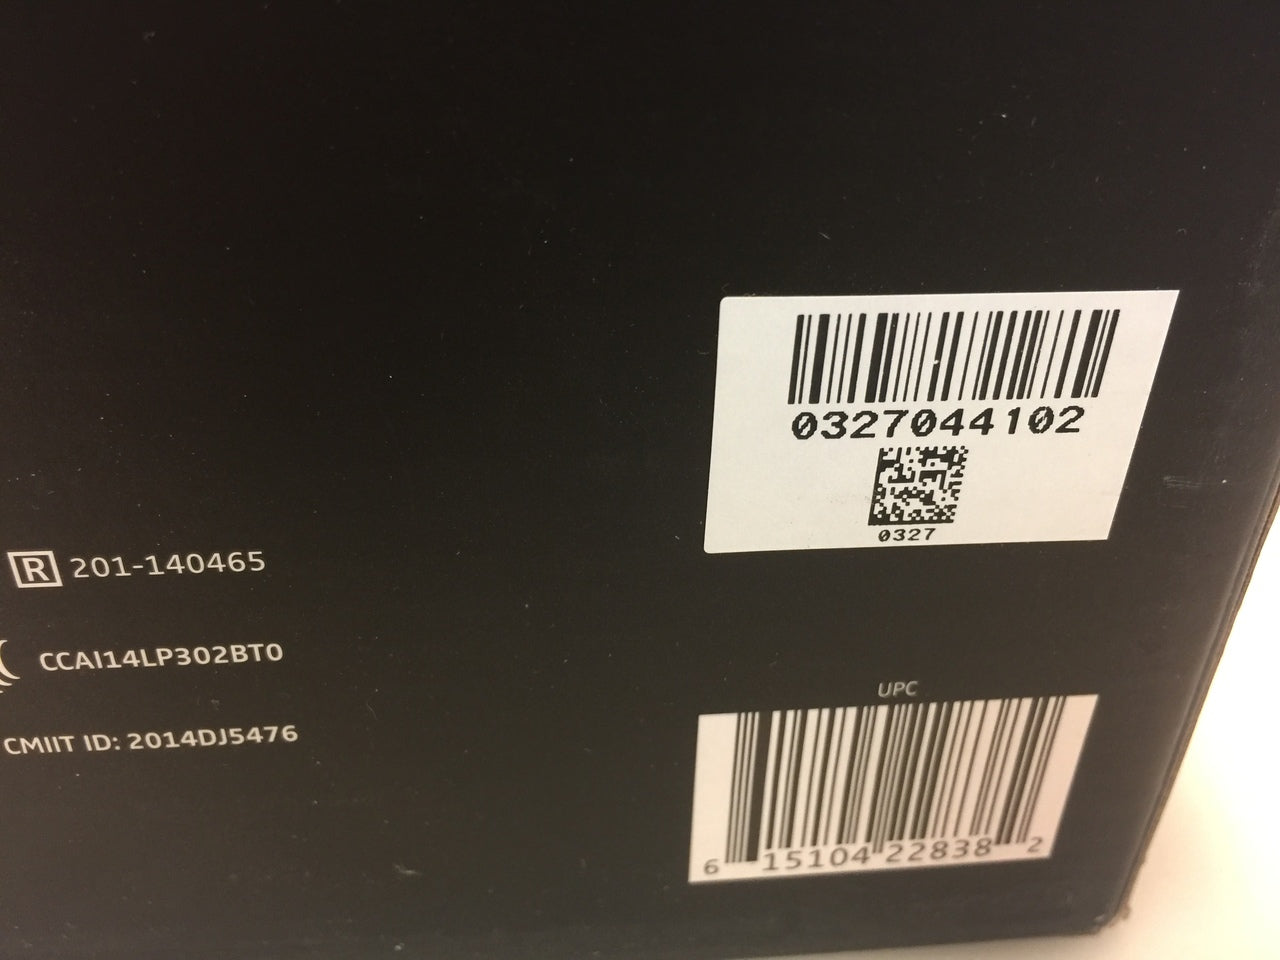 0327044102
0327
R 201-140465
CCAI14LP302BT0
CMIIT ID: 2014DJ5476
UPC
6 15104 22838 2